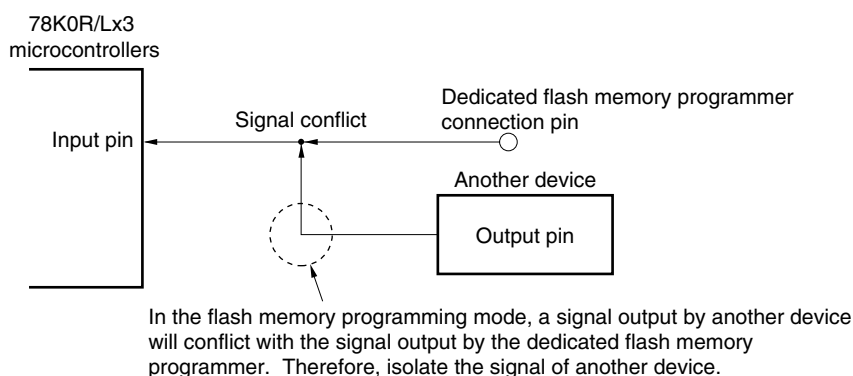 78K0R/Lx3
microcontrollers
Input pin
Signal conflict
Dedicated flash memory programmer
connection pin
Another device
Output pin
In the flash memory programming mode, a signal output by another device
will conflict with the signal output by the dedicated flash memory
programmer.  Therefore, isolate the signal of another device.